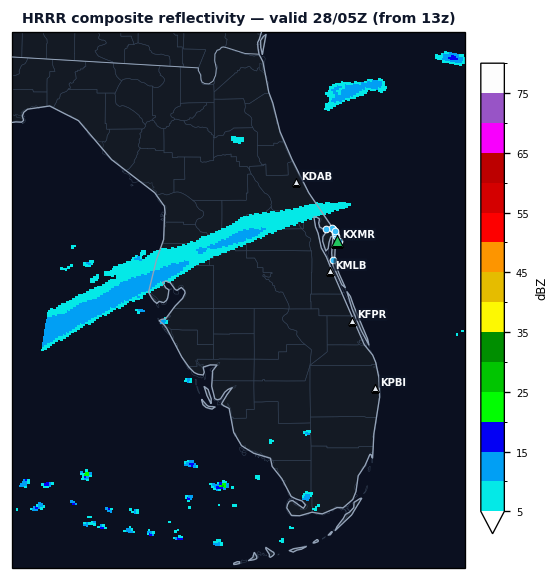 HRRR composite reflectivity — valid 28/05Z (from 13z)
KDAB
KXMR
KMLB
KFPR
KPBI
75
65
55
45
35
25
15
5
dBZ